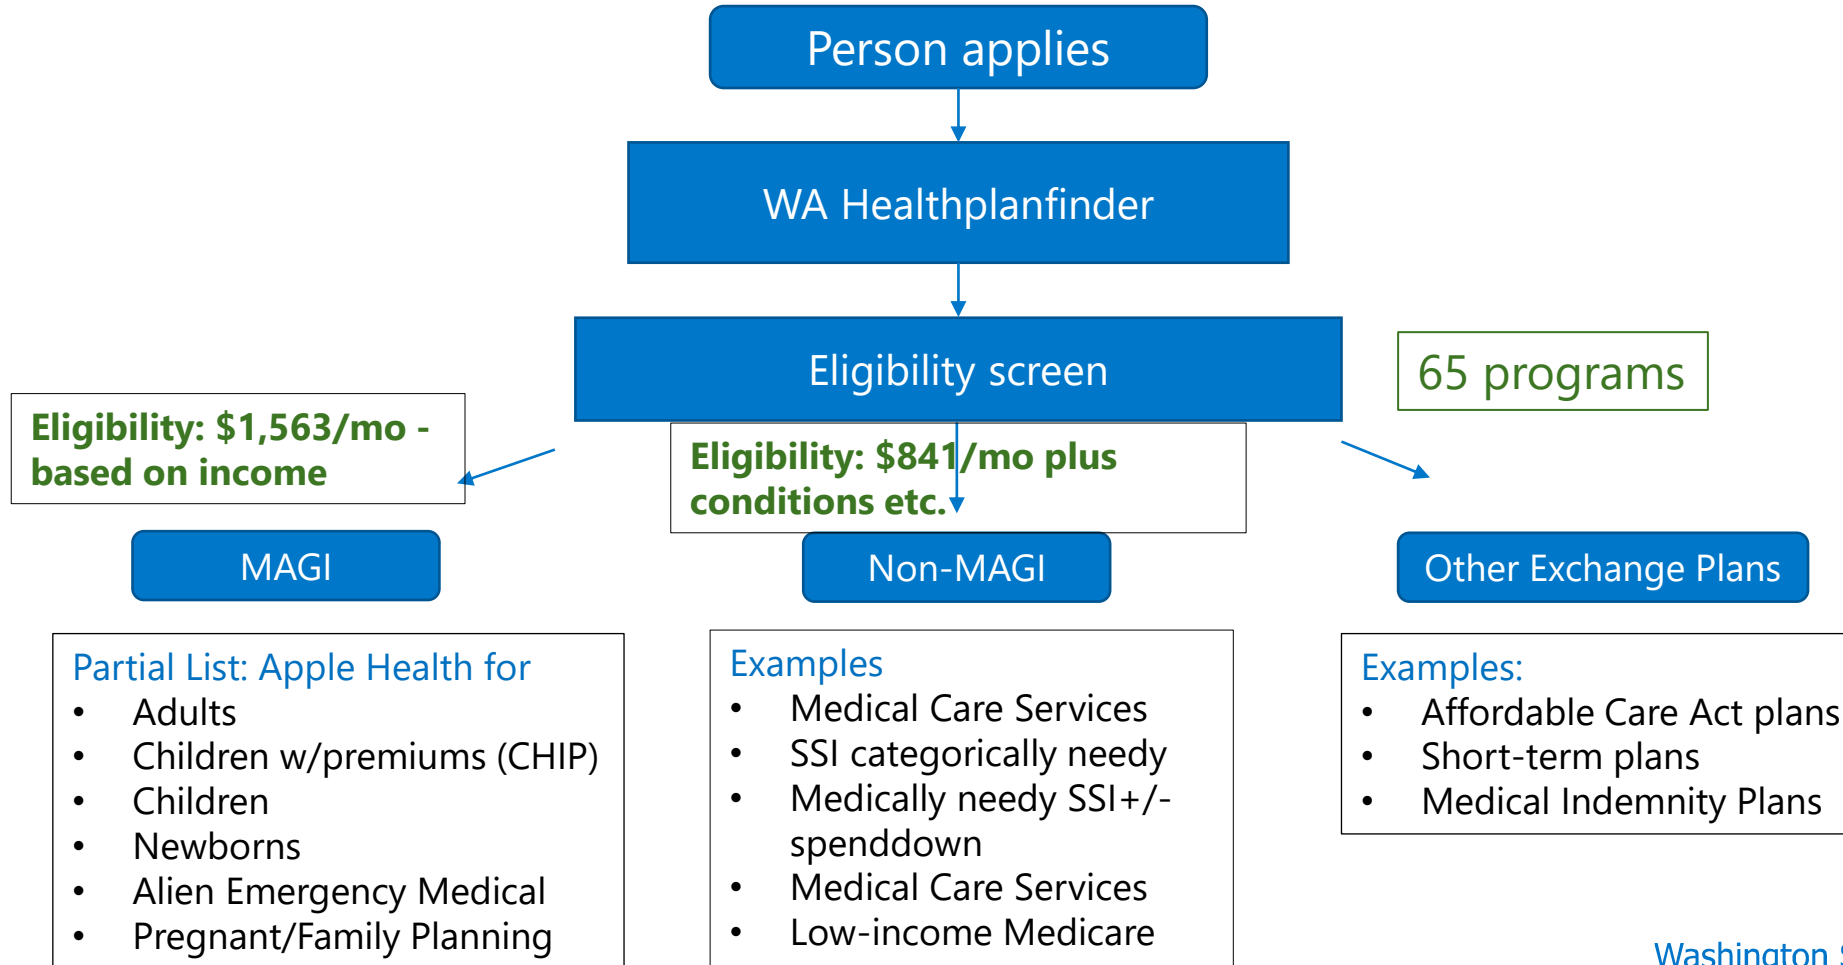 Person applies
WA Healthplanfinder
Eligibility screen
65 programs
Eligibility: $1,563/mo -
based on income
Eligibility: $841/mo plus
conditions etc.
MAGI
Non-MAGI
Other Exchange Plans
Partial List: Apple Health for
• Adults
• Children w/premiums (CHIP)
• Children
• Newborns
• Alien Emergency Medical
• Pregnant/Family Planning
Examples
• Medical Care Services
• SSI categorically needy
• Medically needy SSI+/-
spenddown
• Medical Care Services
• Low-income Medicare
Examples:
• Affordable Care Act plans
• Short-term plans
• Medical Indemnity Plans
Washington